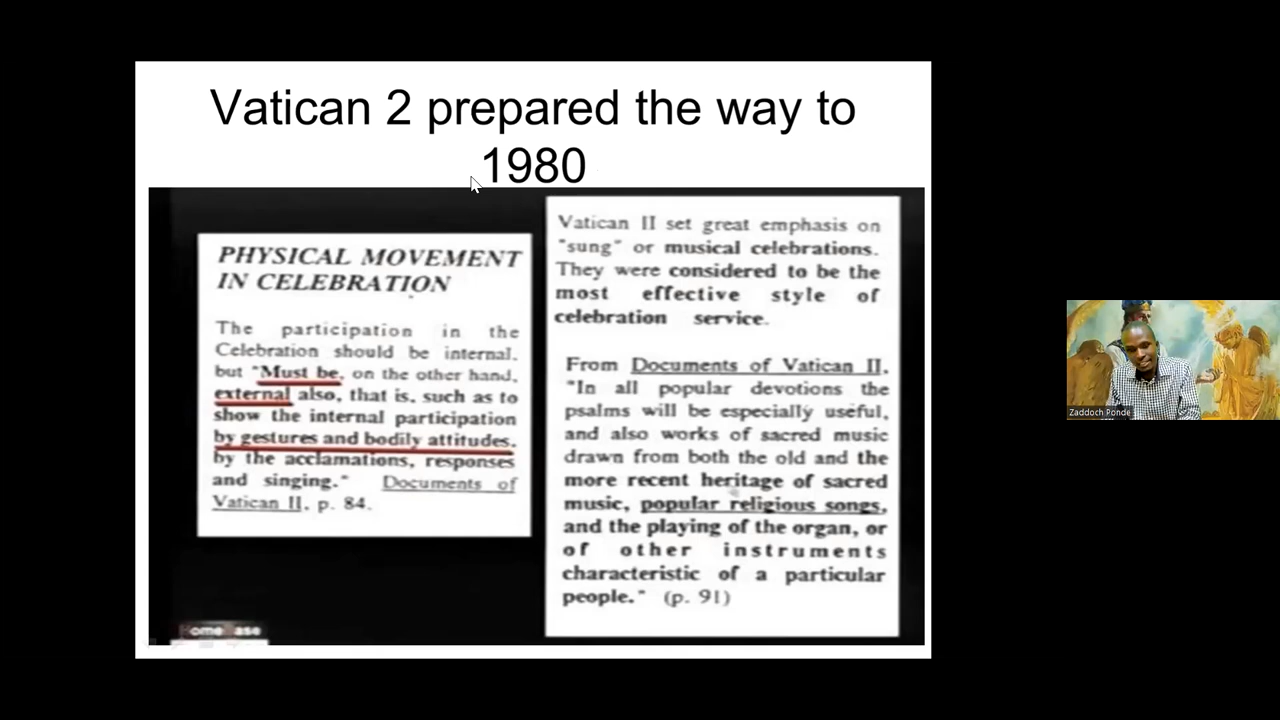 Vatican 2 prepared the way to
1980
PHYSICAL MOVEMENT
IN CELEBRATION
The participation in the
Celebration should be internal,
but "Must be, on the other hand,
external also, that is, such as to
show the internal participation
by gestures and bodily attitudes,
by the acclamations, responses
and singing." Documents of
Vatican II, p. 84.
Vatican II set great emphasis on
"sung" or musical celebrations.
They were considered to be the
most effective style of
celebration service.
From Documents of Vatican II,
"In all popular devotions the
psalms will be especially useful,
and also works of sacred music
drawn from both the old and the
more recent heritage of sacred
music, popular religious songs,
and the playing of the organ, or
of other instruments
characteristic of a particular
people." (p. 91)
Zaddoch Ponde